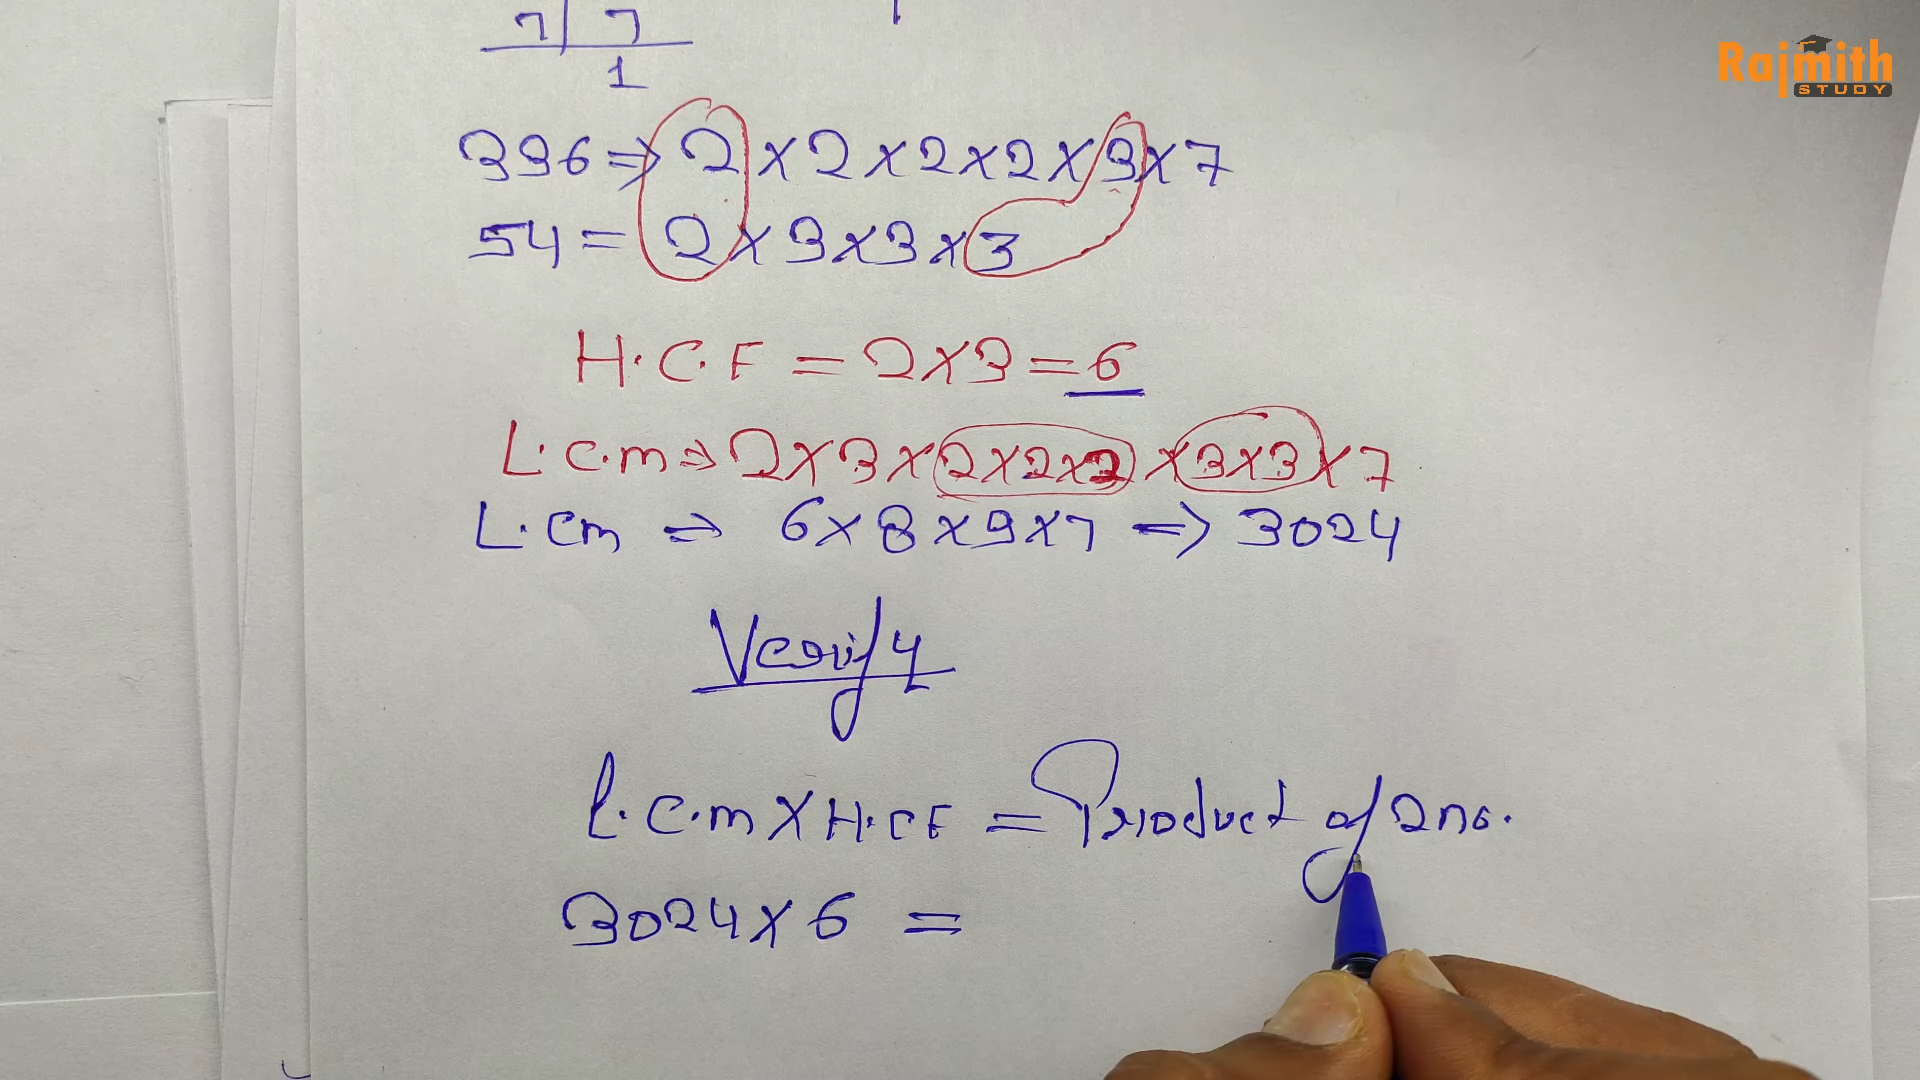 Rajmith
STUDY
7 | 7
1
336 => 2 × 2 × 2 × 2 × 3 × 7
54 = 2 × 3 × 3 × 3
H.C.F = 2 × 3 = 6
L.C.m => 2 × 3 × 2 × 2 × 2 × 3 × 3 × 7
L.Cm => 6 × 8 × 9 × 7 => 3024
Verify
L.C.m × H.CF = Product of 2 no.
3024 × 6 =